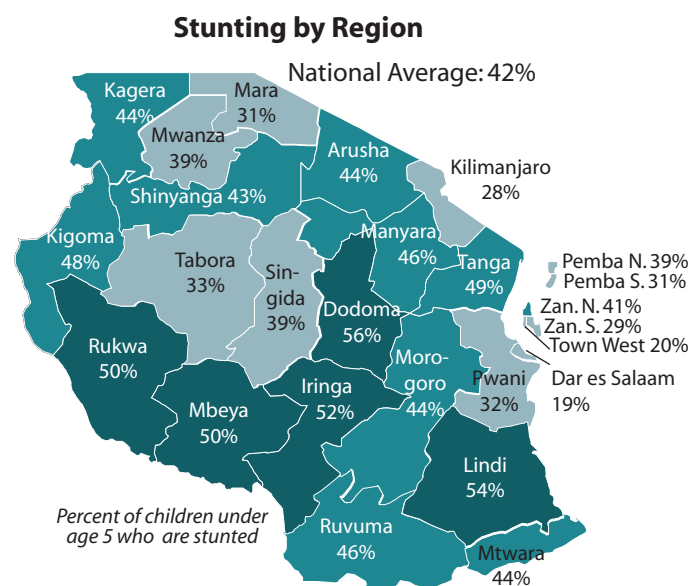 Stunting by Region
National Average: 42%
Kagera
44%
Mara
31%
Mwanza
39%
Arusha
44%
Kilimanjaro
28%
Shinyanga 43%
Kigoma
48%
Tabora
33%
Sin-
gida
39%
Manyara
46%
Tanga
49%
Pemba N. 39%
Pemba S. 31%
Zan. N. 41%
Zan. S. 29%
Town West 20%
Dar es Salaam
19%
Dodoma
56%
Rukwa
50%
Mbeya
50%
Iringa
52%
Moro-
goro
44%
Pwani
32%
Lindi
54%
Percent of children under
age 5 who are stunted
Ruvuma
46%
Mtwara
44%